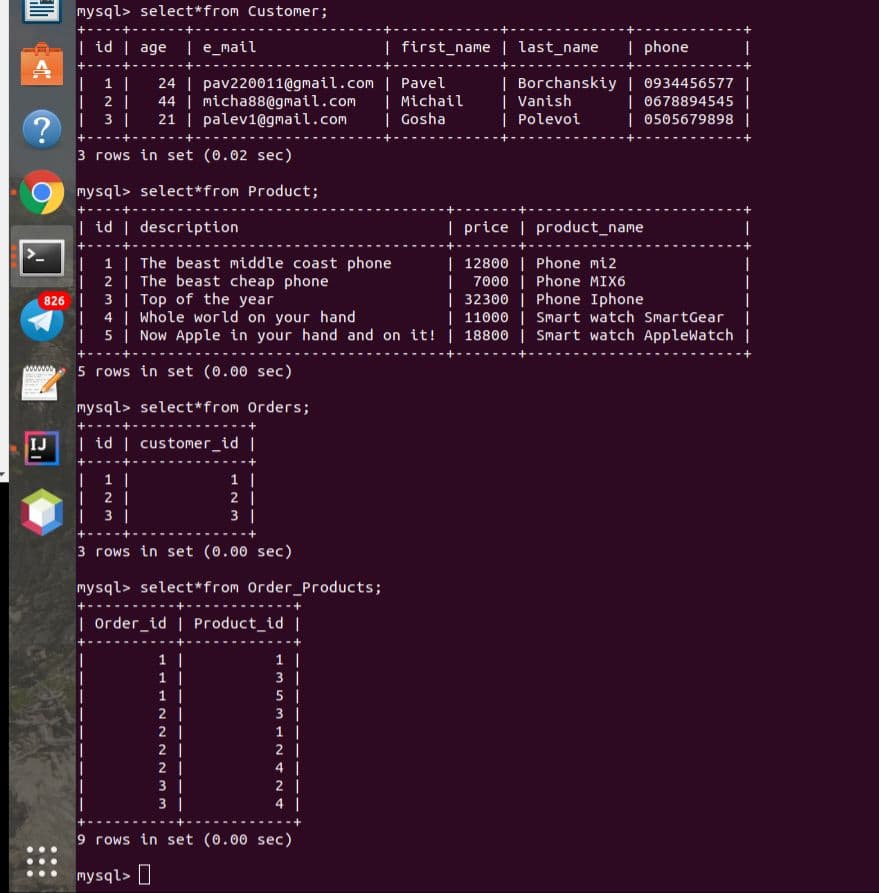 mysql> select*from Customer;
+----+------+----------------------+------------+-------------+------------+
| id | age  | e_mail               | first_name | last_name   | phone      |
+----+------+----------------------+------------+-------------+------------+
|  1 |   24 | pav220011@gmail.com | Pavel      | Borchanskiy | 0934456577 |
|  2 |   44 | micha88@gmail.com   | Michail    | Vanish      | 0678894545 |
|  3 |   21 | palev1@gmail.com    | Gosha      | Polevoi     | 0505679898 |
+----+------+----------------------+------------+-------------+------------+
3 rows in set (0.02 sec)
mysql> select*from Product;
+----+-----------------------------------+-------+------------------------+
| id | description                       | price | product_name           |
+----+-----------------------------------+-------+------------------------+
|  1 | The beast middle coast phone      | 12800 | Phone mi2              |
|  2 | The beast cheap phone             |  7000 | Phone MIX6             |
|  3 | Top of the year                   | 32300 | Phone Iphone           |
|  4 | Whole world on your hand          | 11000 | Smart watch SmartGear  |
|  5 | Now Apple in your hand and on it! | 18800 | Smart watch AppleWatch |
+----+-----------------------------------+-------+------------------------+
5 rows in set (0.00 sec)
mysql> select*from Orders;
+----+-------------+
| id | customer_id |
+----+-------------+
|  1 |           1 |
|  2 |           2 |
|  3 |           3 |
+----+-------------+
3 rows in set (0.00 sec)
mysql> select*from Order_Products;
+----------+------------+
| Order_id | Product_id |
+----------+------------+
|        1 |          1 |
|        1 |          3 |
|        1 |          5 |
|        2 |          3 |
|        2 |          1 |
|        2 |          2 |
|        2 |          4 |
|        3 |          2 |
|        3 |          4 |
+----------+------------+
9 rows in set (0.00 sec)
mysql>
A
?
>_
826
IJ